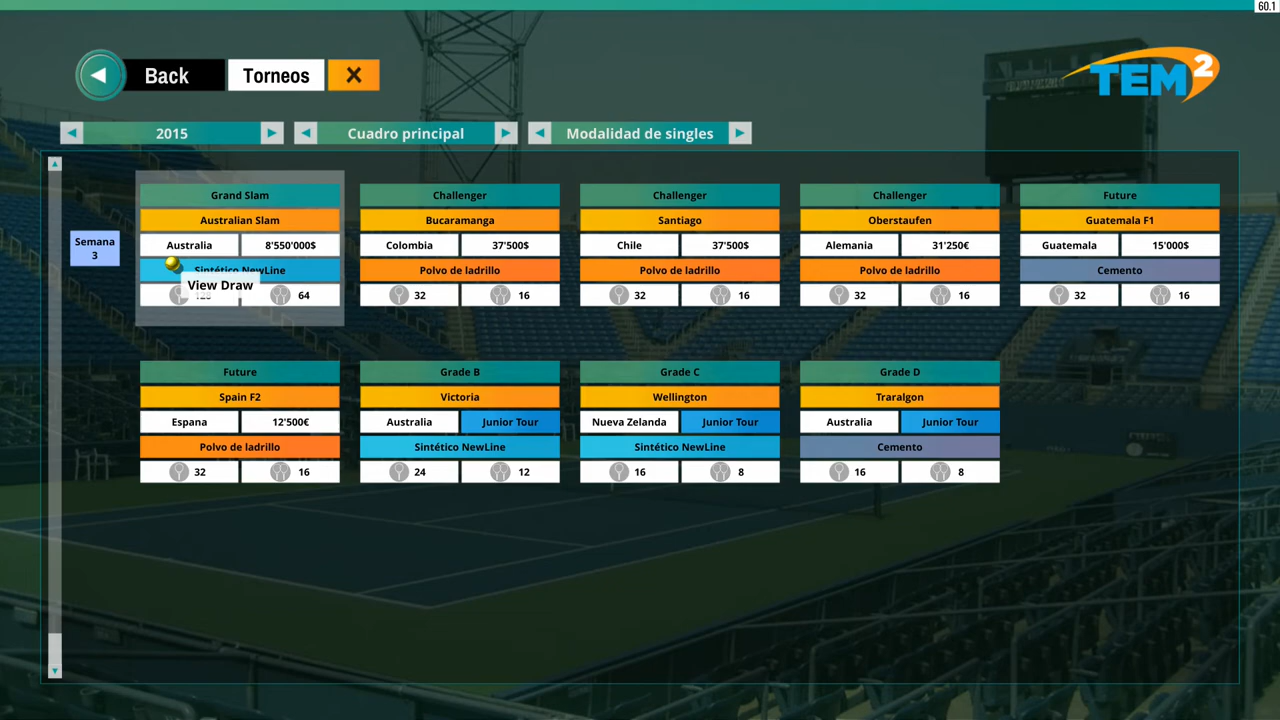 60.1
Back
Torneos
X
TEM2
2015
Cuadro principal
Modalidad de singles
Semana
3
Grand Slam
Australian Slam
Australia
8'550'000$
Sintético NewLine
View Draw
64
Challenger
Bucaramanga
Colombia
37'500$
Polvo de ladrillo
32
16
Challenger
Santiago
Chile
37'500$
Polvo de ladrillo
32
16
Challenger
Oberstaufen
Alemania
31'250€
Polvo de ladrillo
32
16
Future
Guatemala F1
Guatemala
15'000$
Cemento
32
16
Future
Spain F2
Espana
12'500€
Polvo de ladrillo
32
16
Grade B
Victoria
Australia
Junior Tour
Sintético NewLine
24
12
Grade C
Wellington
Nueva Zelanda
Junior Tour
Sintético NewLine
16
8
Grade D
Traralgon
Australia
Junior Tour
Cemento
16
8